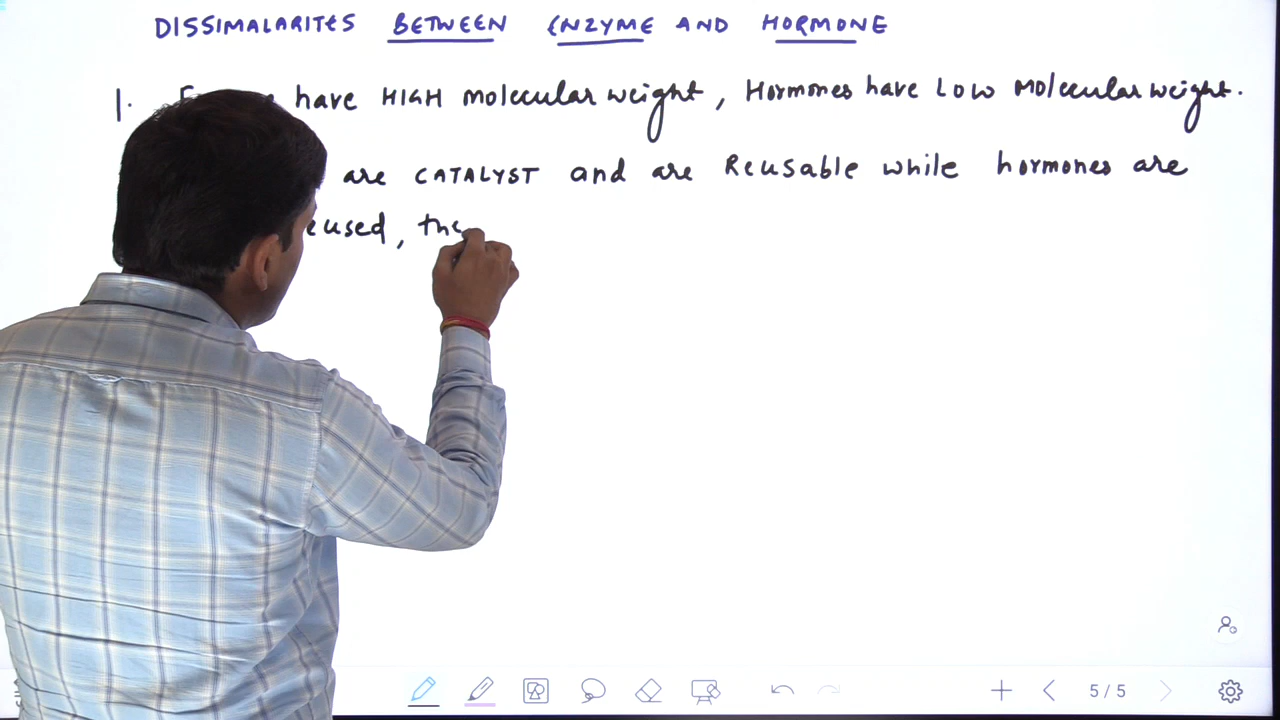 DISSIMALARITES BETWEEN ENZYME AND HORMONE
1. have HIGH molecular weight, Hormones have LOW Molecular weight.
are CATALYST and are Reusable while hormones are
eused, the
5/5